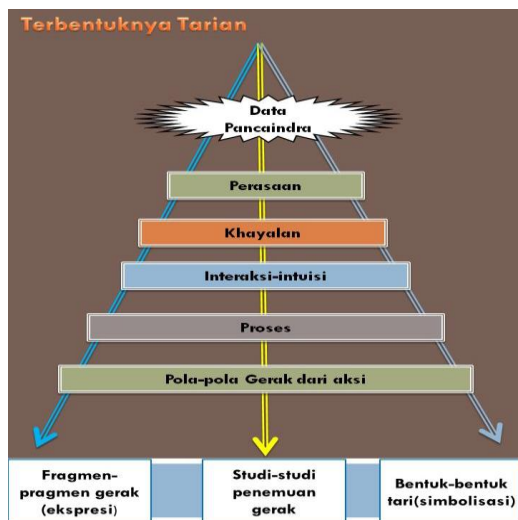 Terbentuknya Tarian
Data
Pancaindra
Perasaan
Khayalan
Interaksi-intuisi
Proses
Pola-pola Gerak dari aksi
Fragmen-
pragmen gerak
(ekspresi)
Studi-studi
penemuan
gerak
Bentuk-bentuk
tari(simbolisasi)